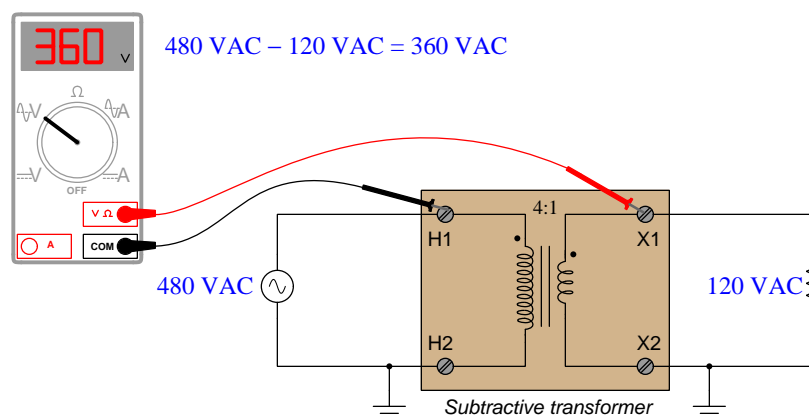 360 V
480 VAC − 120 VAC = 360 VAC
Ω
V A
V A
OFF
V Ω
A
COM
4:1
H1 X1
480 VAC 120 VAC
H2 X2
Subtractive transformer